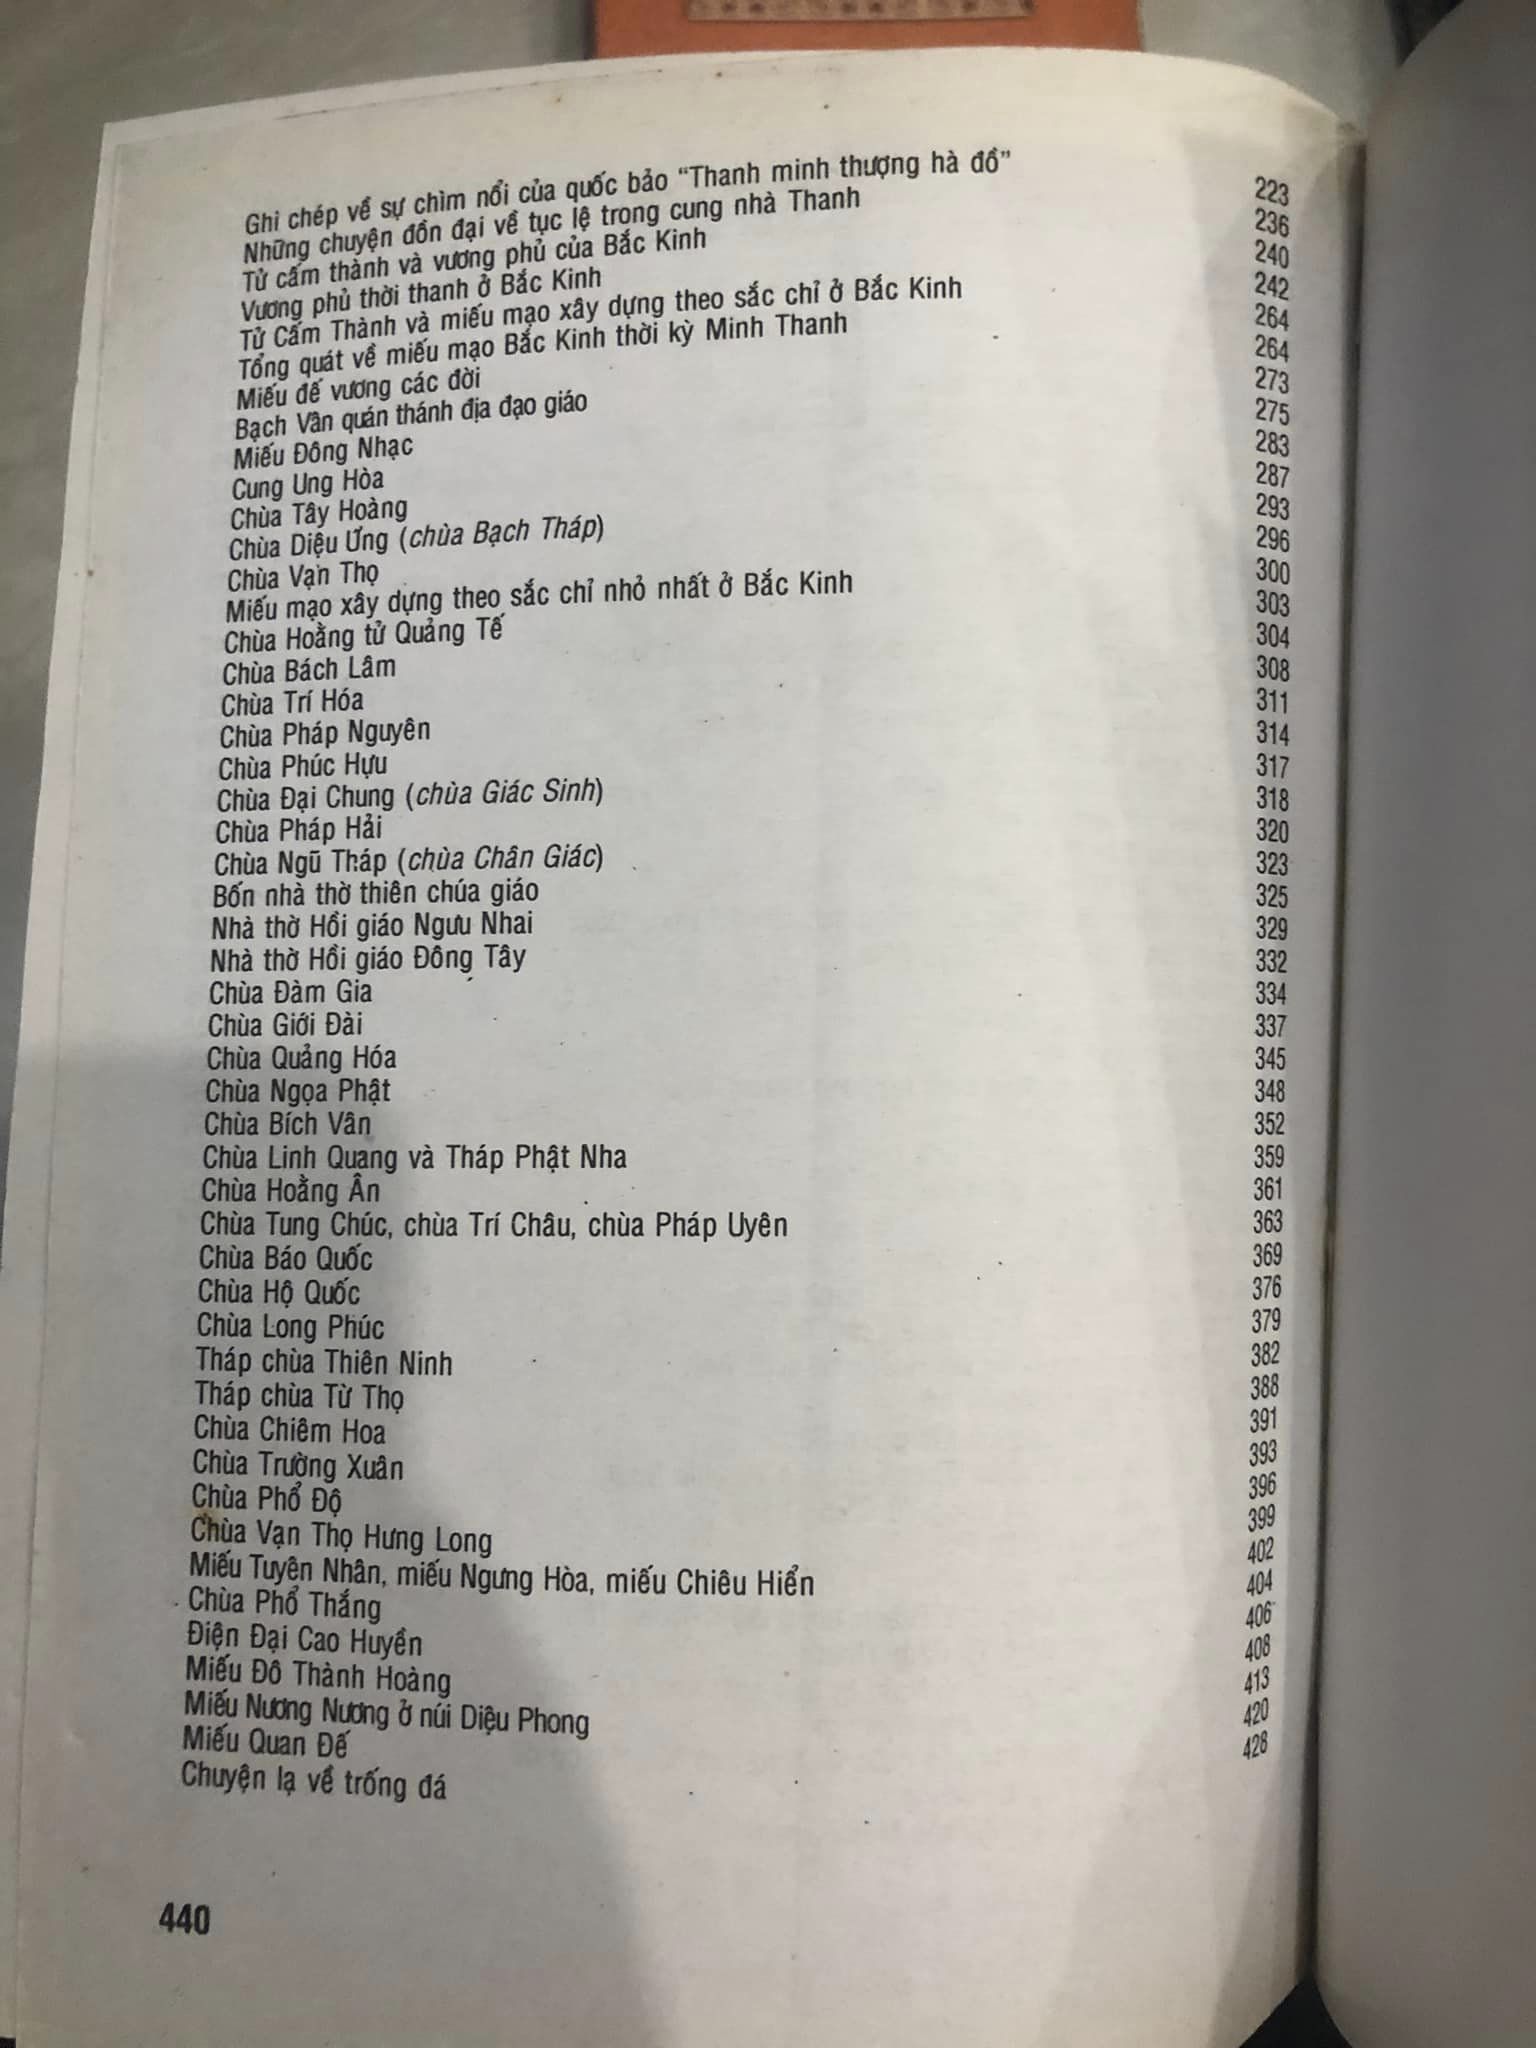 Ghi chép về sự chìm nổi của quốc bảo “Thanh minh thượng hà đồ” 223
Những chuyện đồn đại về tục lệ trong cung nhà Thanh 236
Tử cấm thành và vương phủ của Bắc Kinh 240
Vương phủ thời thanh ở Bắc Kinh 242
Tử Cấm Thành và miếu mạo xây dựng theo sắc chỉ ở Bắc Kinh 264
Tổng quát về miếu mạo Bắc Kinh thời kỳ Minh Thanh 264
Miếu đế vương các đời 273
Bạch Vân quán thánh địa đạo giáo 275
Miếu Đông Nhạc 283
Cung Ung Hòa 287
Chùa Tây Hoàng 293
Chùa Diệu Ứng (chùa Bạch Tháp) 296
Chùa Vạn Thọ 300
Miếu mạo xây dựng theo sắc chỉ nhỏ nhất ở Bắc Kinh 303
Chùa Hoằng tử Quảng Tế 304
Chùa Bách Lâm 308
Chùa Trí Hóa 311
Chùa Pháp Nguyên 314
Chùa Phúc Hựu 317
Chùa Đại Chung (chùa Giác Sinh) 318
Chùa Pháp Hải 320
Chùa Ngũ Tháp (chùa Chân Giác) 323
Bốn nhà thờ thiên chúa giáo 325
Nhà thờ Hồi giáo Ngưu Nhai 329
Nhà thờ Hồi giáo Đông Tây 332
Chùa Đàm Gia 334
Chùa Giới Đài 337
Chùa Quảng Hóa 345
Chùa Ngọa Phật 348
Chùa Bích Vân 352
Chùa Linh Quang và Tháp Phật Nha 359
Chùa Hoằng Ân 361
Chùa Tung Chúc, chùa Trí Châu, chùa Pháp Uyên 363
Chùa Báo Quốc 369
Chùa Hộ Quốc 376
Chùa Long Phúc 379
Tháp chùa Thiên Ninh 382
Tháp chùa Từ Thọ 388
Chùa Chiêm Hoa 391
Chùa Trường Xuân 393
Chùa Phổ Độ 396
Chùa Vạn Thọ Hưng Long 399
Miếu Tuyên Nhân, miếu Ngưng Hòa, miếu Chiêu Hiển 402
Chùa Phổ Thắng 404
Điện Đại Cao Huyền 406
Miếu Đô Thành Hoàng 408
Miếu Nương Nương ở núi Diệu Phong 413
Miếu Quan Đế 420
Chuyện lạ về trống đá 428
440